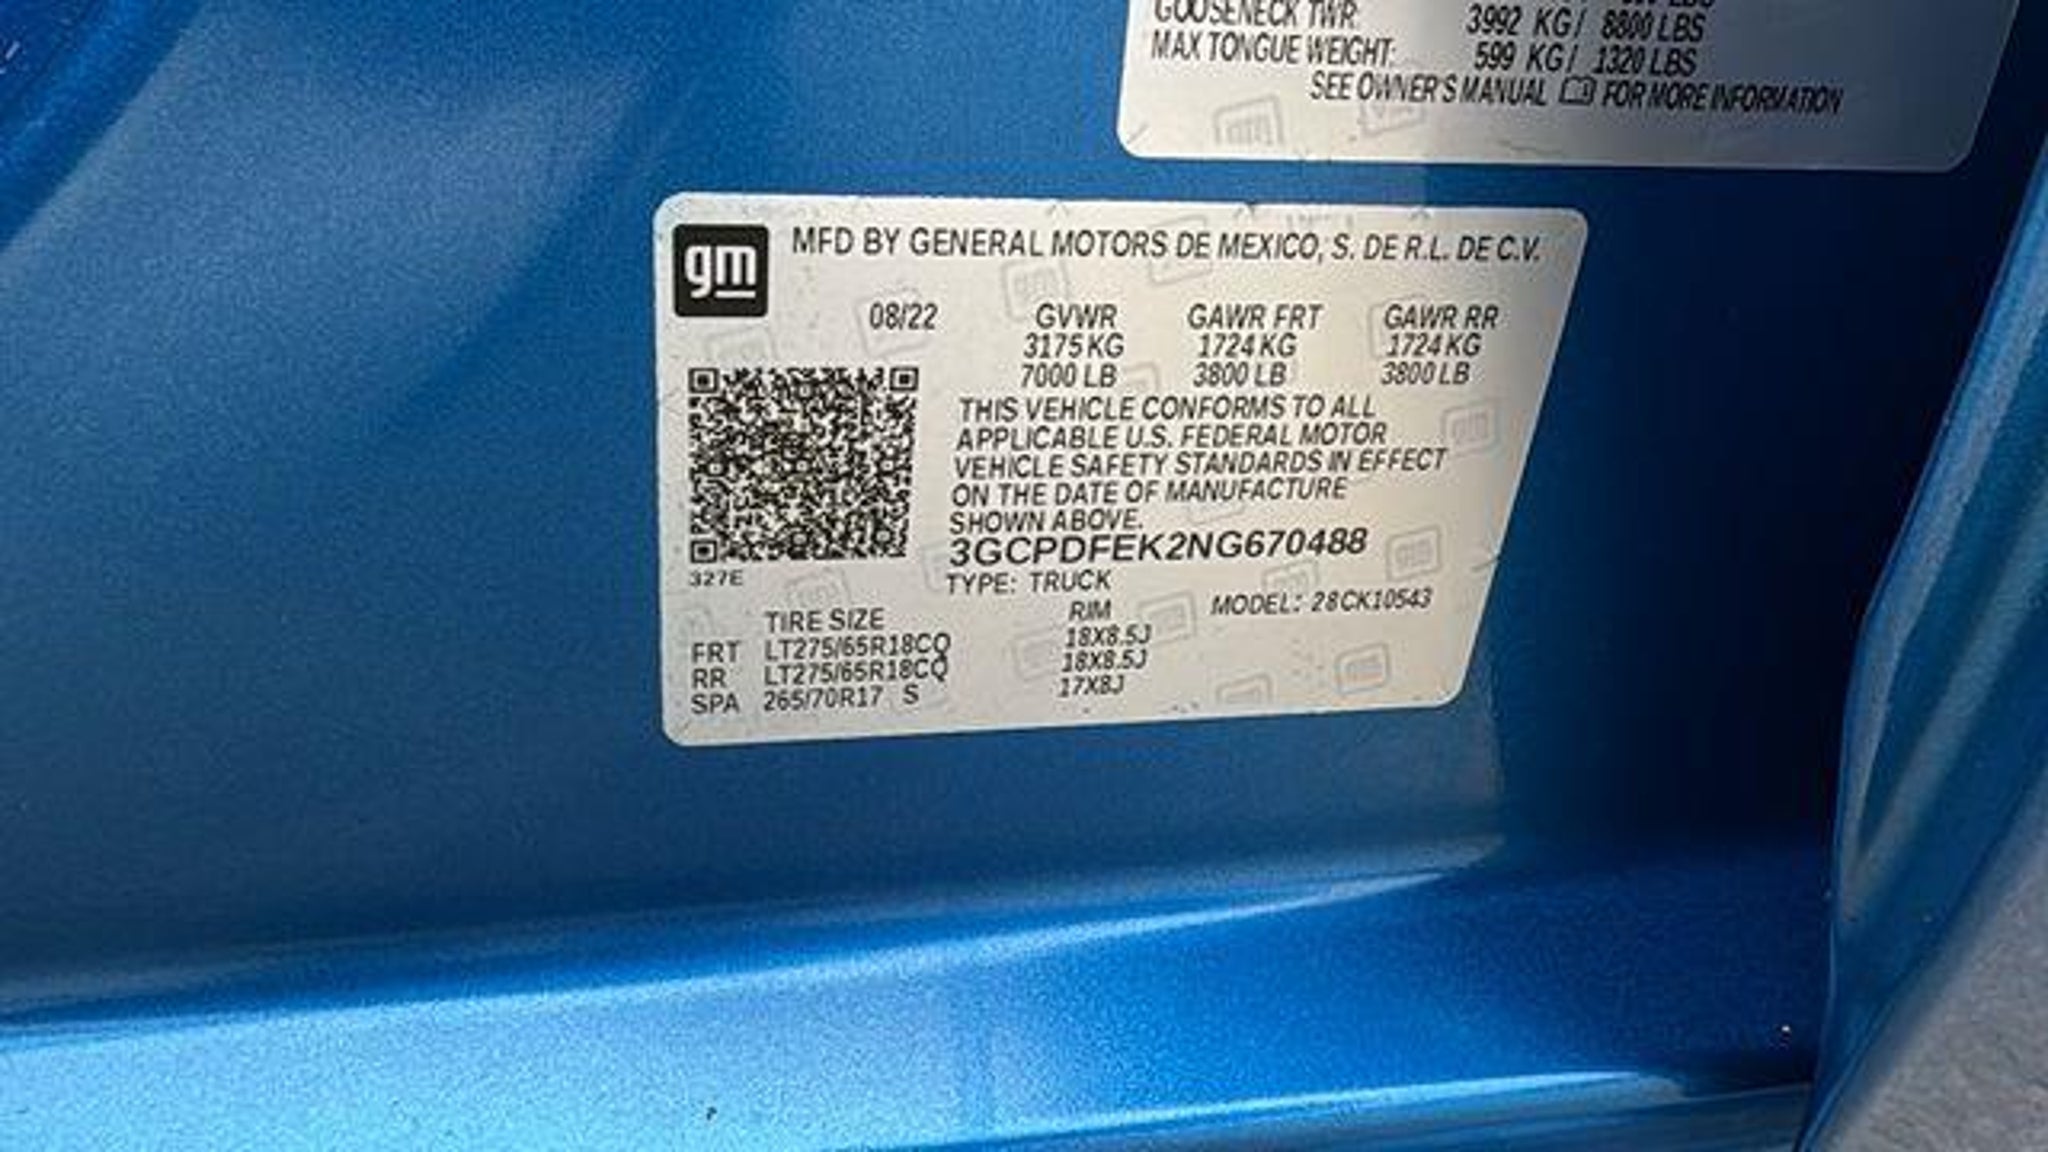 GOOSENECK TWR: 3992 KG / 8800 LBS
MAX TONGUE WEIGHT: 599 KG / 1320 LBS
SEE OWNER'S MANUAL FOR MORE INFORMATION
gm MFD BY GENERAL MOTORS DE MEXICO, S. DE R.L. DE C.V.
08/22 GVWR GAWR FRT GAWR RR
3175 KG 1724 KG 1724 KG
7000 LB 3800 LB 3800 LB
THIS VEHICLE CONFORMS TO ALL
APPLICABLE U.S. FEDERAL MOTOR
VEHICLE SAFETY STANDARDS IN EFFECT
ON THE DATE OF MANUFACTURE
SHOWN ABOVE.
3GCPDFEK2NG670488
327E
TYPE: TRUCK
MODEL: 28CK10543
TIRE SIZE RIM
FRT LT275/65R18CQ 18X8.5J
RR LT275/65R18CQ 18X8.5J
SPA 265/70R17 S 17X8J